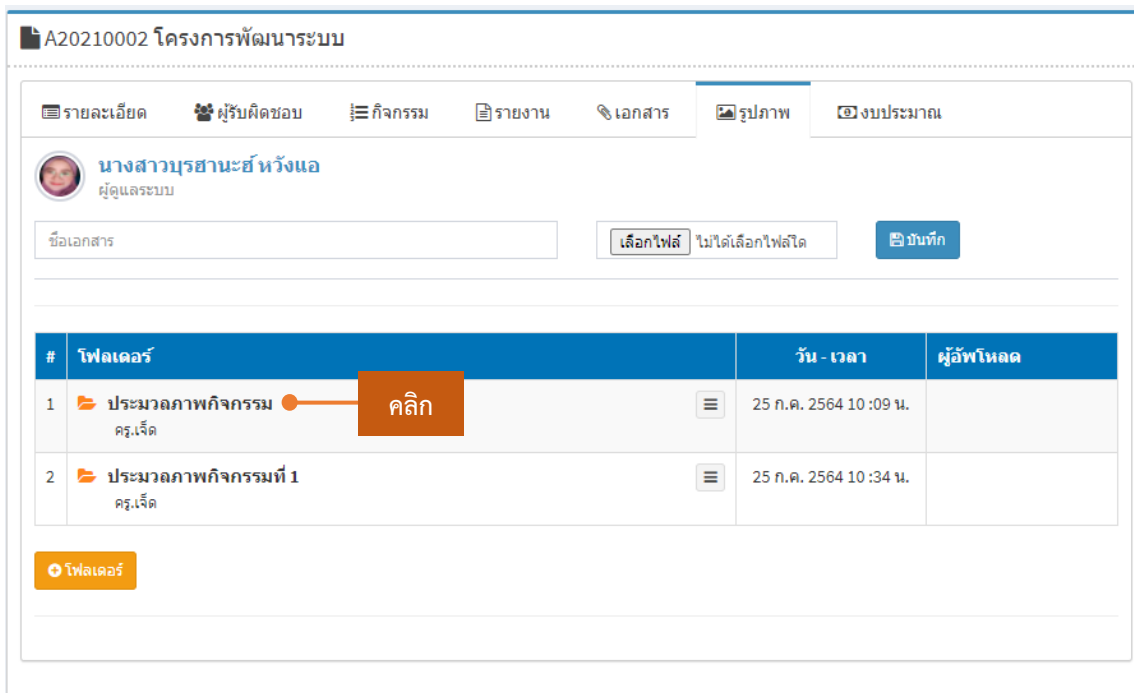 A20210002 โครงการพัฒนาระบบ
รายละเอียด ผู้รับผิดชอบ กิจกรรม รายงาน เอกสาร รูปภาพ งบประมาณ
นางสาวบุรฮานะฮ์ หวังแอ
ผู้ดูแลระบบ
ชื่อเอกสาร เลือกไฟล์ ไม่ได้เลือกไฟล์ใด บันทึก
# โฟลเดอร์ วัน - เวลา ผู้อัพโหลด
1 ประมวลภาพกิจกรรม คลิก 25 ก.ค. 2564 10 :09 น.
ครู.เจ็ด
2 ประมวลภาพกิจกรรมที่ 1 25 ก.ค. 2564 10 :34 น.
ครู.เจ็ด
โฟลเดอร์